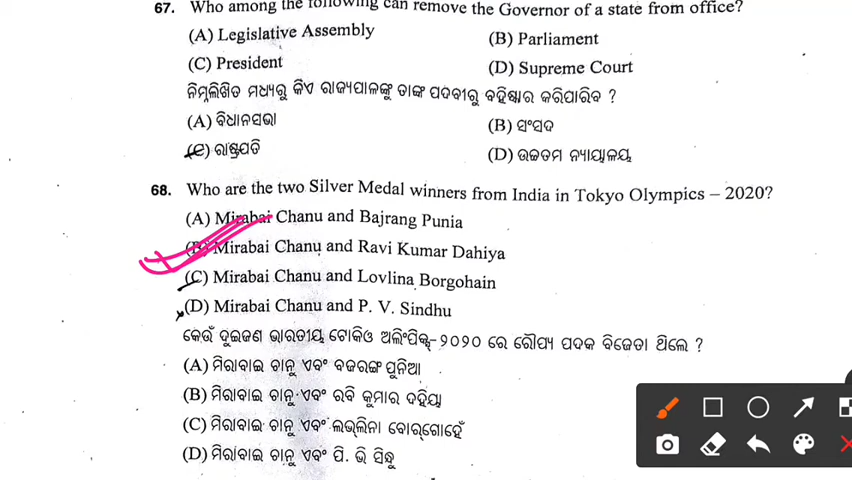 67. Who among the following can remove the Governor of a state from office?
(A) Legislative Assembly (B) Parliament
(C) President (D) Supreme Court
ନିମ୍ନଲିଖିତ ମଧ୍ୟରୁ କିଏ ରାଜ୍ୟପାଳଙ୍କୁ ତାଙ୍କ ପଦବୀରୁ ବହିଷ୍କାର କରିପାରିବ ?
(A) ବିଧାନସଭା (B) ସଂସଦ
(C) ରାଷ୍ଟ୍ରପତି (D) ଉଚ୍ଚତମ ନ୍ୟାୟାଳୟ
68. Who are the two Silver Medal winners from India in Tokyo Olympics – 2020?
(A) Mirabai Chanu and Bajrang Punia
(B) Mirabai Chanu and Ravi Kumar Dahiya
(C) Mirabai Chanu and Lovlina Borgohain
(D) Mirabai Chanu and P. V. Sindhu
କେଉଁ ଦୁଇଜଣ ଭାରତୀୟ ଟୋକିଓ ଅଲିଂପିକ୍ସ-୨୦୨୦ ରେ ରୌପ୍ୟ ପଦକ ବିଜେତା ଥିଲେ ?
(A) ମିରାବାଇ ଚାନୁ ଏବଂ ବଜରଙ୍ଗ ପୁନିଆ
(B) ମିରାବାଇ ଚାନୁ ଏବଂ ରବି କୁମାର ଦହିୟା
(C) ମିରାବାଇ ଚାନୁ ଏବଂ ଲଭ୍‌ଲିନା ବୋର୍‌ଗୋହେଁ
(D) ମିରାବାଇ ଚାନୁ ଏବଂ ପି. ଭି ସିନ୍ଧୁ